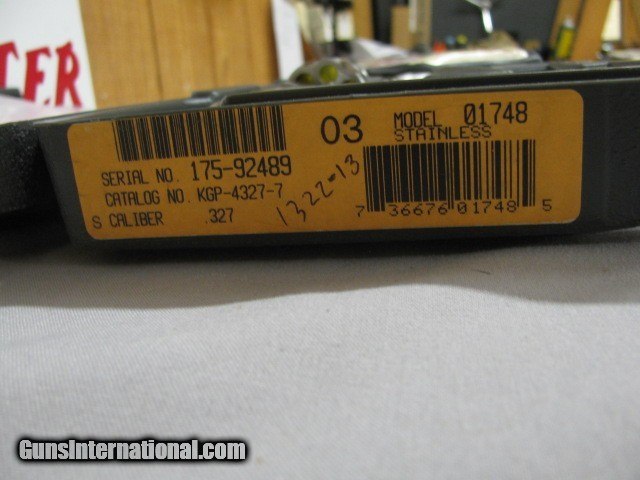 TER
03
MODEL 01748
STAINLESS
SERIAL NO. 175-92489
CATALOG NO. KGP-4327-7
S CALIBER .327
1322-13
7 36676 01748 5
GunsInternational.com